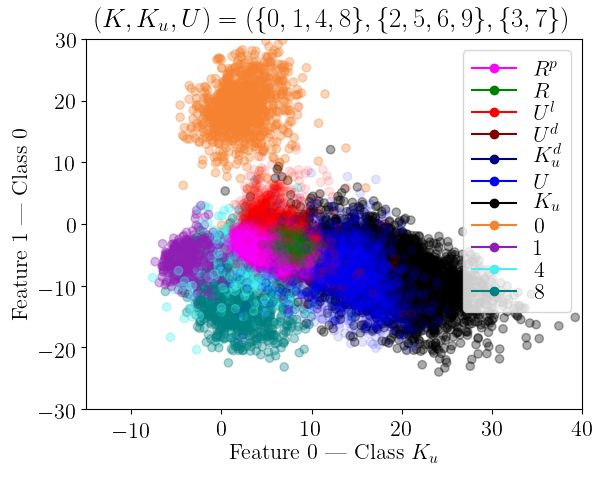 (K, K_u, U) = ({0, 1, 4, 8}, {2, 5, 6, 9}, {3, 7})
30
20
10
0
−10
−20
−30
Feature 1 — Class 0
R^p
R
U^l
U^d
K_u^d
U
K_u
0
1
4
8
−10
0
10
20
30
40
Feature 0 — Class K_u